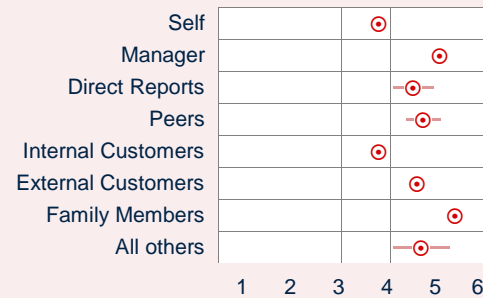 Self
Manager
Direct Reports
Peers
Internal Customers
External Customers
Family Members
All others
1 2 3 4 5 6